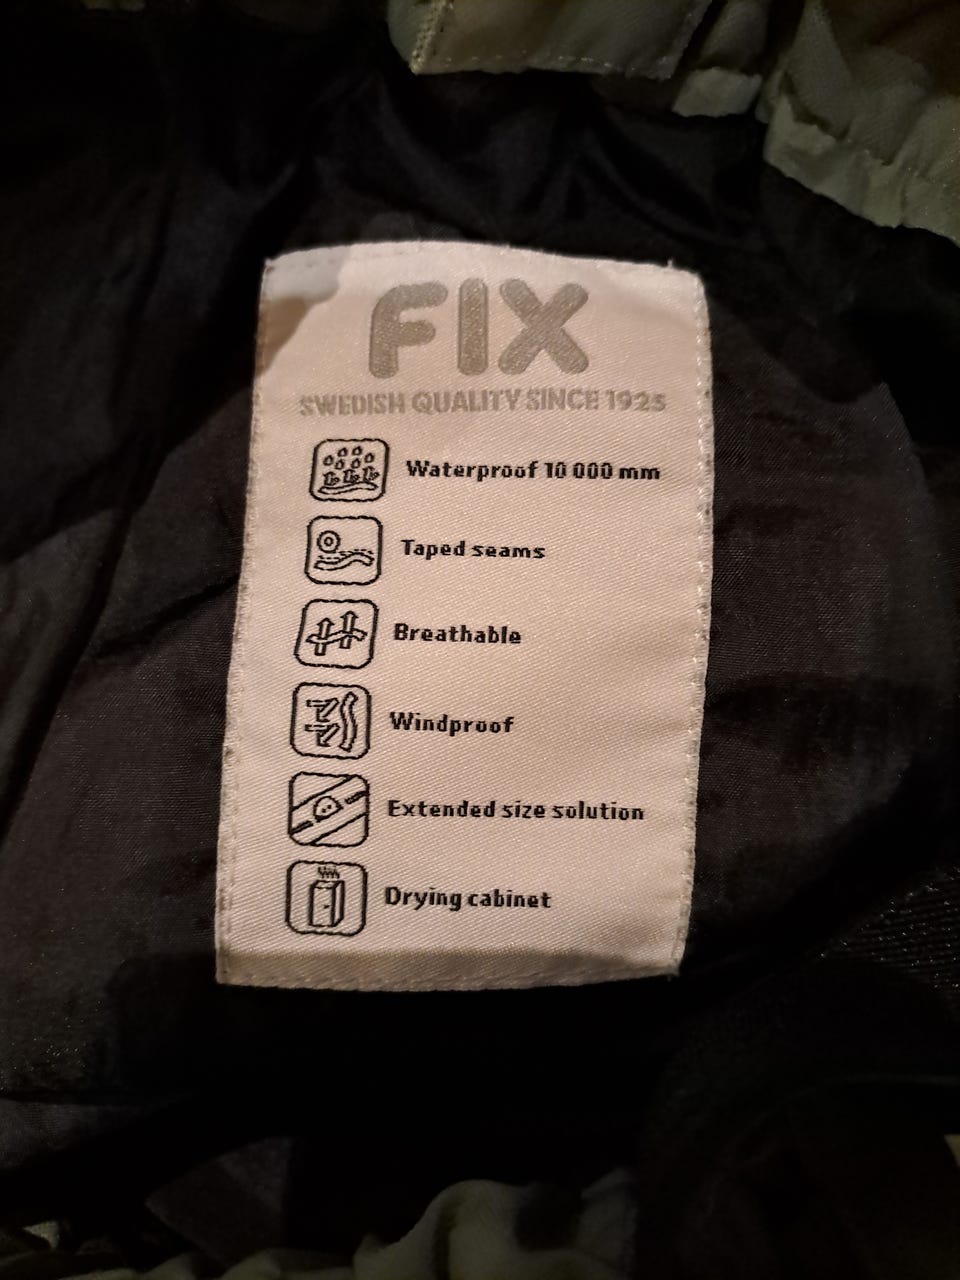 FIX
SWEDISH QUALITY SINCE 1925
Waterproof 10 000 mm
Taped seams
Breathable
Windproof
Extended size solution
Drying cabinet